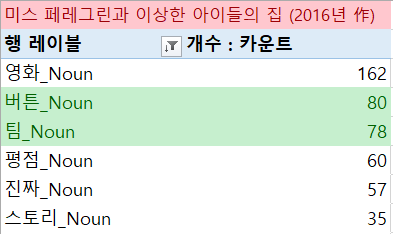 미스 페레그린과 이상한 아이들의 집 (2016년 作)
행 레이블 개수 : 카운트
영화_Noun 162
버튼_Noun 80
팀_Noun 78
평점_Noun 60
진짜_Noun 57
스토리_Noun 35